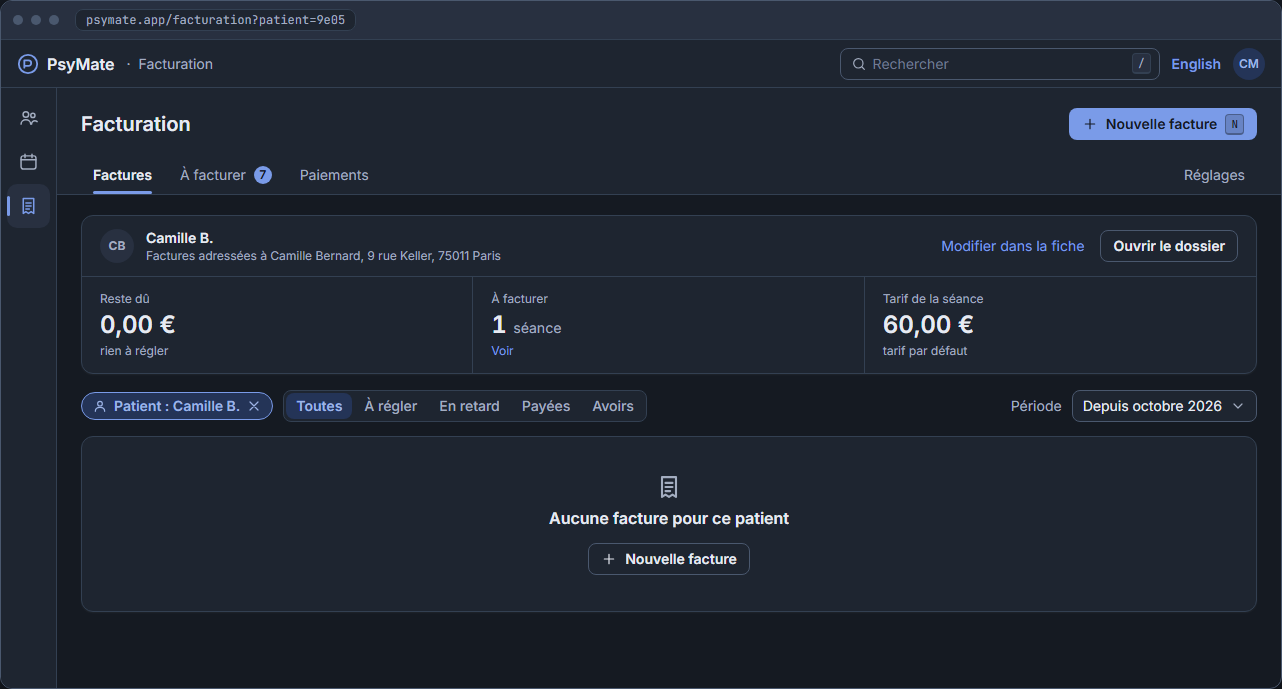 psymate.app/facturation?patient=9e05
PsyMate · Facturation
Rechercher /
English
CM
Facturation
+ Nouvelle facture N
Factures
À facturer 7
Paiements
Réglages
CB
Camille B.
Factures adressées à Camille Bernard, 9 rue Keller, 75011 Paris
Modifier dans la fiche
Ouvrir le dossier
Reste dû
0,00 €
rien à régler
À facturer
1 séance
Voir
Tarif de la séance
60,00 €
tarif par défaut
Patient : Camille B.
Toutes
À régler
En retard
Payées
Avoirs
Période
Depuis octobre 2026
Aucune facture pour ce patient
+ Nouvelle facture